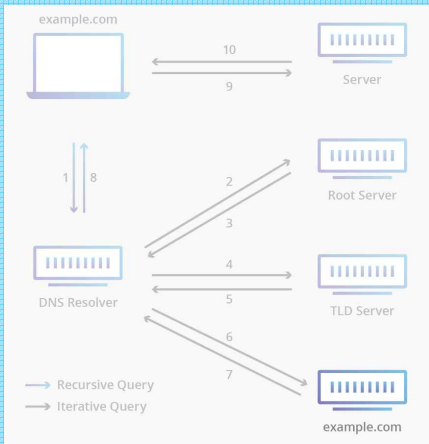 example.com
10
9
Server
1
8
2
3
Root Server
4
5
DNS Resolver
TLD Server
6
7
Recursive Query
Iterative Query
example.com